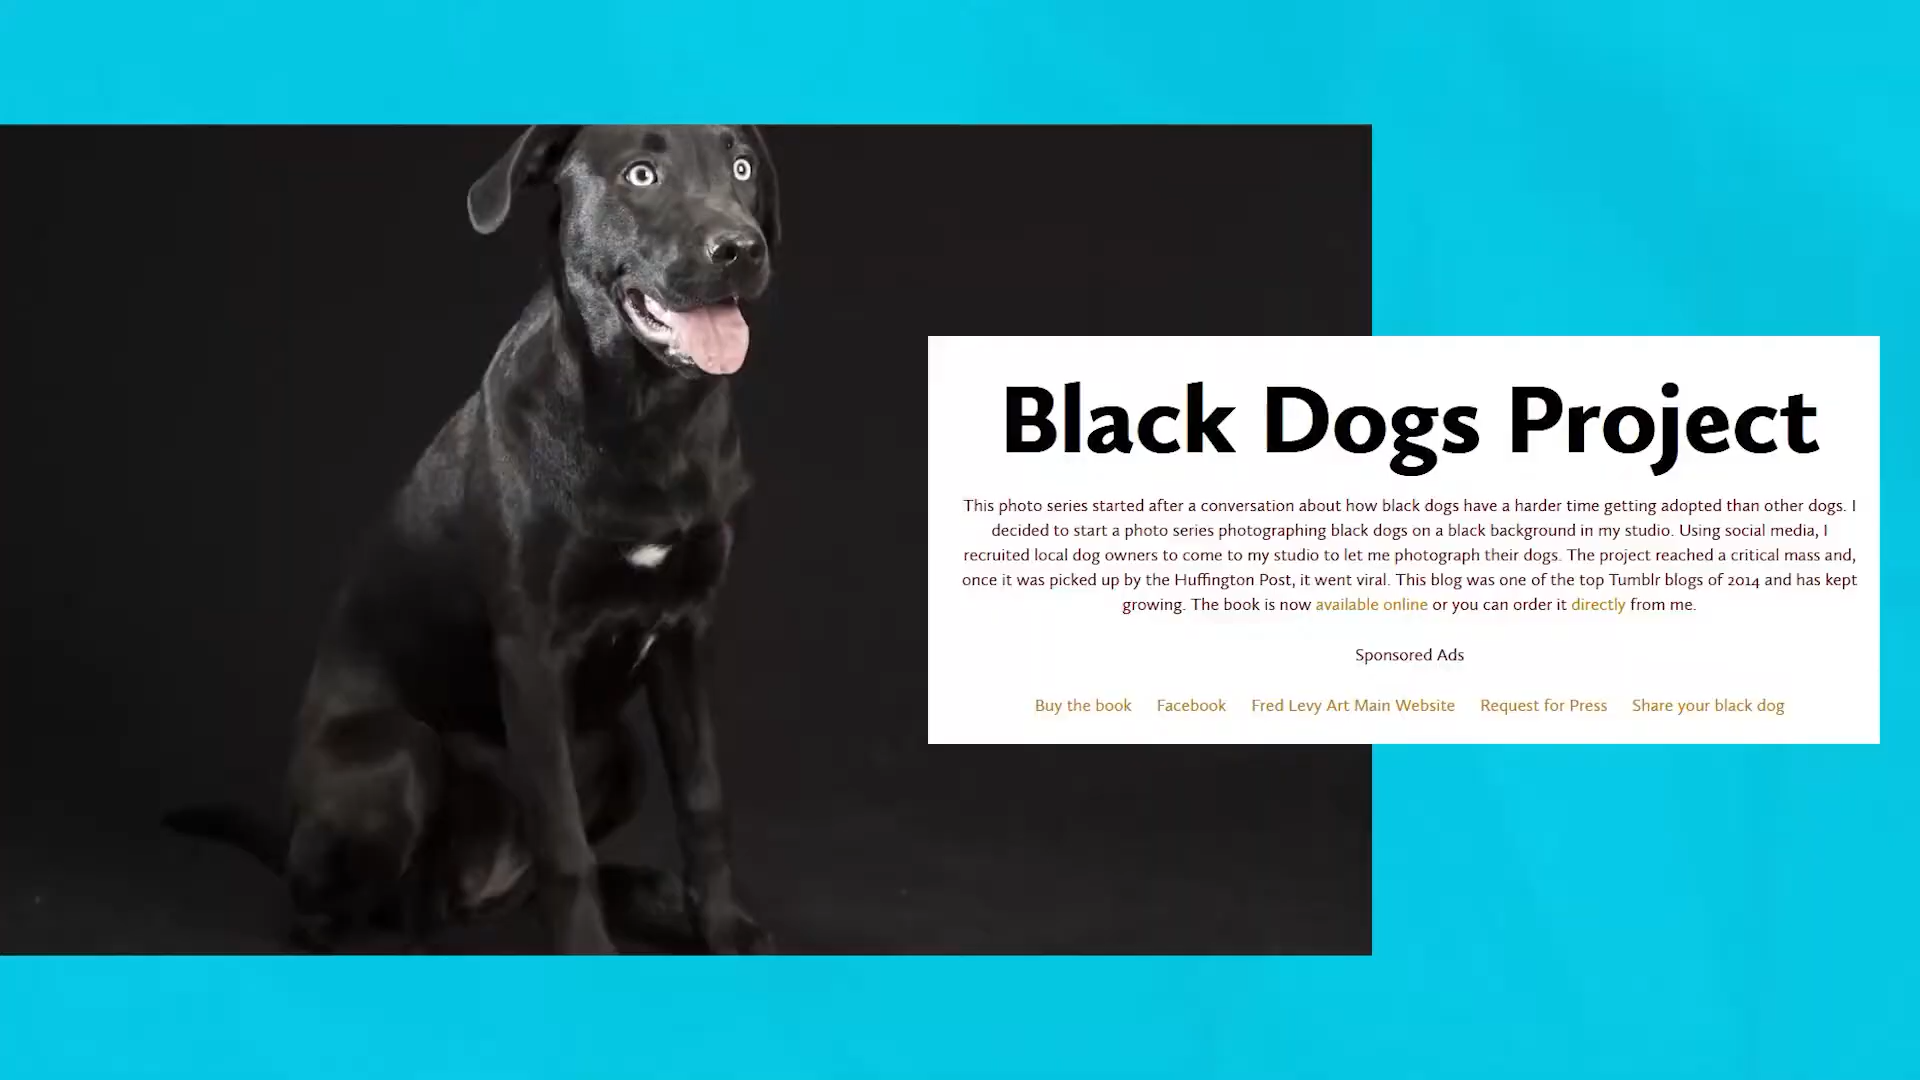 Black Dogs Project
This photo series started after a conversation about how black dogs have a harder time getting adopted than other dogs. I
decided to start a photo series photographing black dogs on a black background in my studio. Using social media, I
recruited local dog owners to come to my studio to let me photograph their dogs. The project reached a critical mass and,
once it was picked up by the Huffington Post, it went viral. This blog was one of the top Tumblr blogs of 2014 and has kept
growing. The book is now available online or you can order it directly from me.
Sponsored Ads
Buy the book Facebook Fred Levy Art Main Website Request for Press Share your black dog